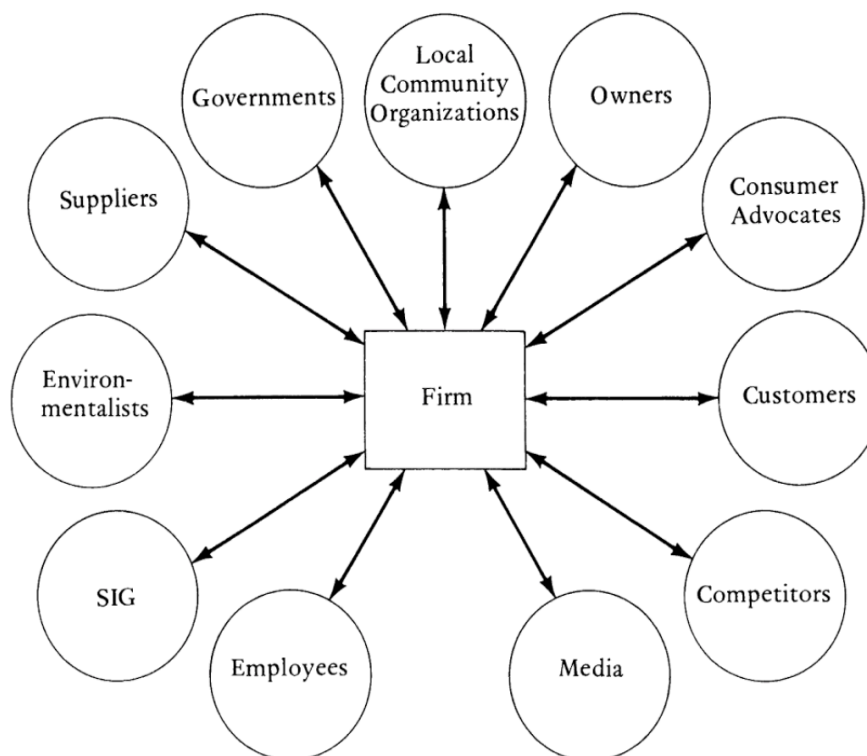 Local
Community
Organizations
Governments
Owners
Suppliers
Consumer
Advocates
Environ-
mentalists
Firm
Customers
SIG
Competitors
Employees
Media